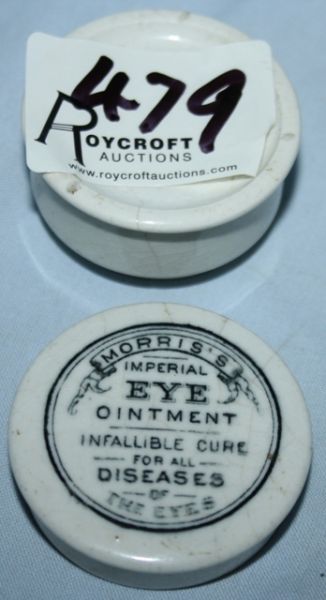 479
ROYCROFT
AUCTIONS
www.roycroftauctions.com
MORRIS'S
IMPERIAL
EYE
OINTMENT
INFALLIBLE CURE
FOR ALL
DISEASES
OF
THE EYES